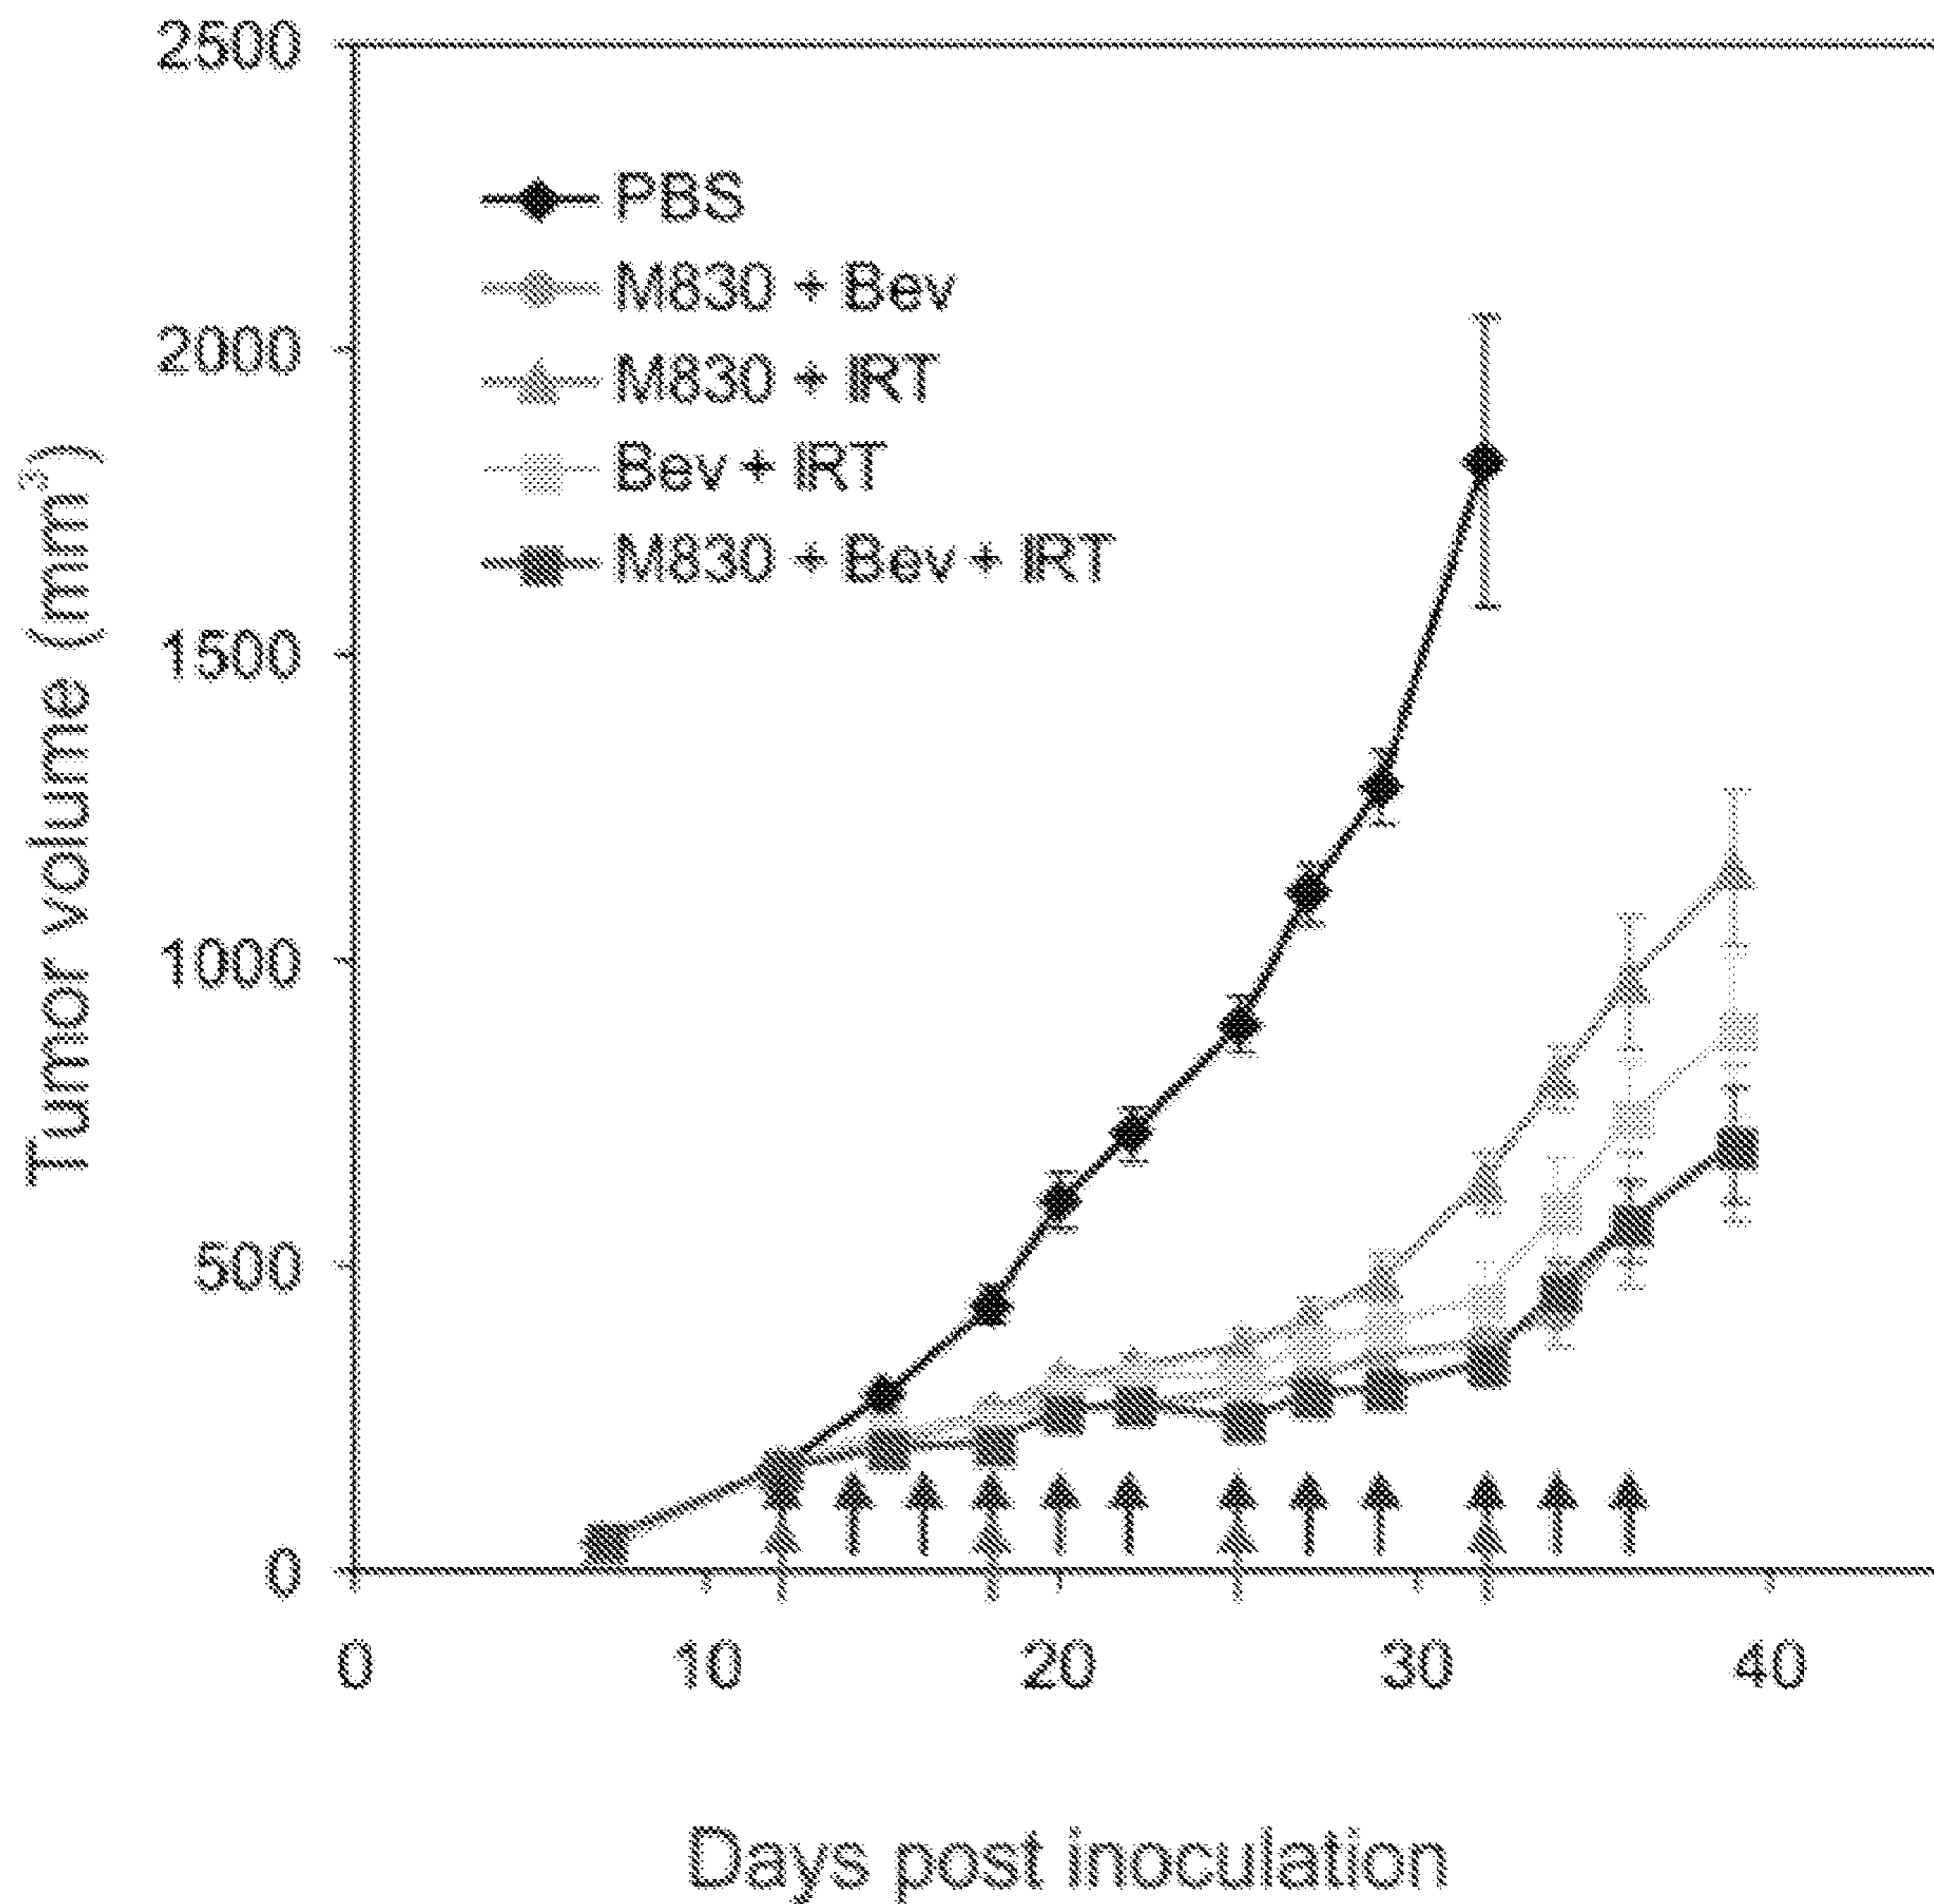 2500
2000
1500
1000
500
0
Tumor volume (mm³)
PBS
M830 + Bev
M830 + IRT
Bev + IRT
M830 + Bev + IRT
0 10 20 30 40
Days post inoculation